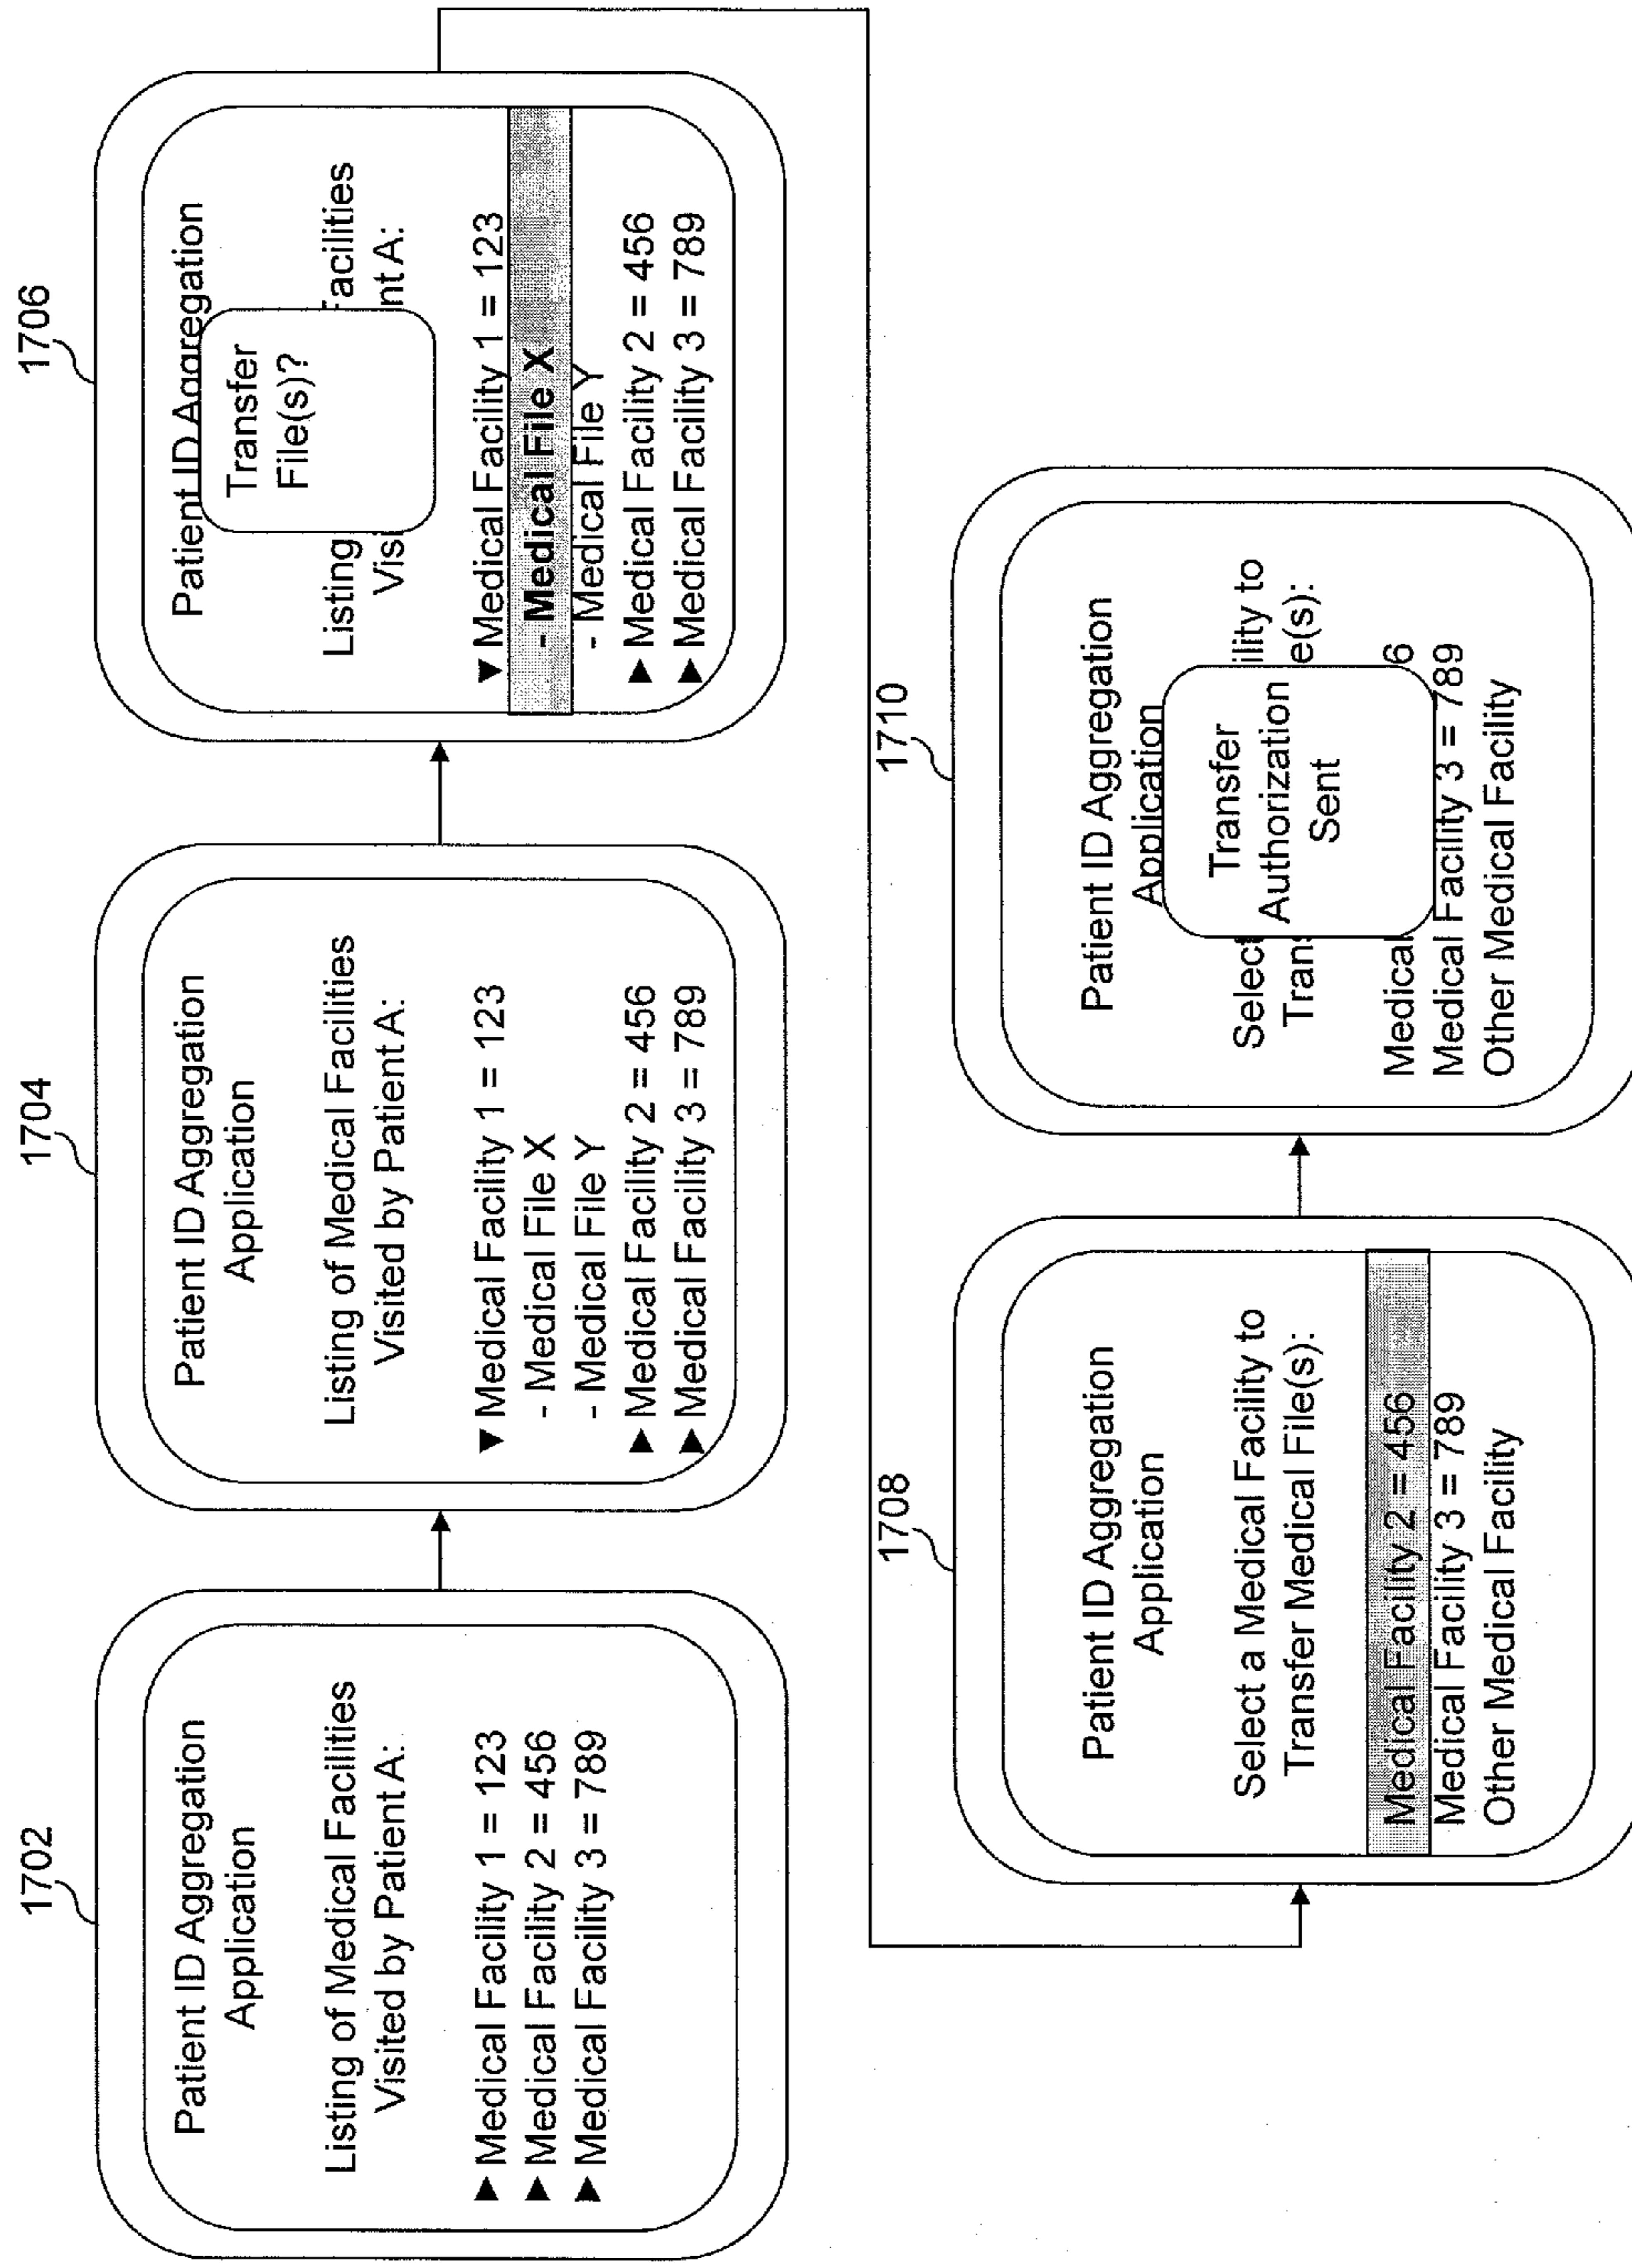 1702
Patient ID Aggregation
Application
Listing of Medical Facilities
Visited by Patient A:
▶ Medical Facility 1 = 123
▶ Medical Facility 2 = 456
▶ Medical Facility 3 = 789
1704
Patient ID Aggregation
Application
Listing of Medical Facilities
Visited by Patient A:
▼ Medical Facility 1 = 123
- Medical File X
- Medical File Y
▶ Medical Facility 2 = 456
▶ Medical Facility 3 = 789
1706
Patient ID Aggregation
Transfer
File(s)?
Listing Facilities
Visi nt A:
▼ Medical Facility 1 = 123
- Medical File X
- Medical File Y
▶ Medical Facility 2 = 456
▶ Medical Facility 3 = 789
1708
Patient ID Aggregation
Application
Select a Medical Facility to
Transfer Medical File(s):
Medical Facility 2 = 456
Medical Facility 3 = 789
Other Medical Facility
1710
Patient ID Aggregation
Application
Transfer
Authorization
Sent
Select ility to
Trans e(s):
Medical 6
Medical Facility 3 = 789
Other Medical Facility